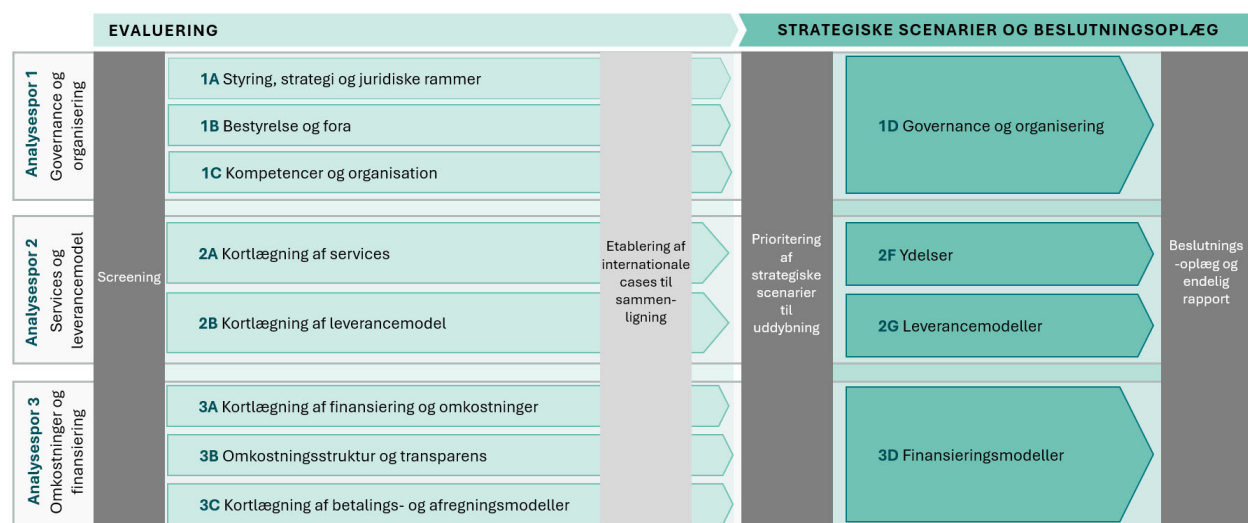 EVALUERING
STRATEGISKE SCENARIER OG BESLUTNINGSOPLÆG
Analysespor 1
Governance og
organisering
1A Styring, strategi og juridiske rammer
1B Bestyrelse og fora
1C Kompetencer og organisation
1D Governance og organisering
Analysespor 2
Services og
leverancemodel
Screening
2A Kortlægning af services
2B Kortlægning af leverancemodel
Etablering af
internationale
cases til
sammen-
ligning
Prioritering
af
strategiske
scenarier
til
uddybning
2F Ydelser
2G Leverancemodeller
Beslutnings
-oplæg og
endelig
rapport
Analysespor 3
Omkostninger og
finansiering
3A Kortlægning af finansiering og omkostninger
3B Omkostningsstruktur og transparens
3C Kortlægning af betalings- og afregningsmodeller
3D Finansieringsmodeller